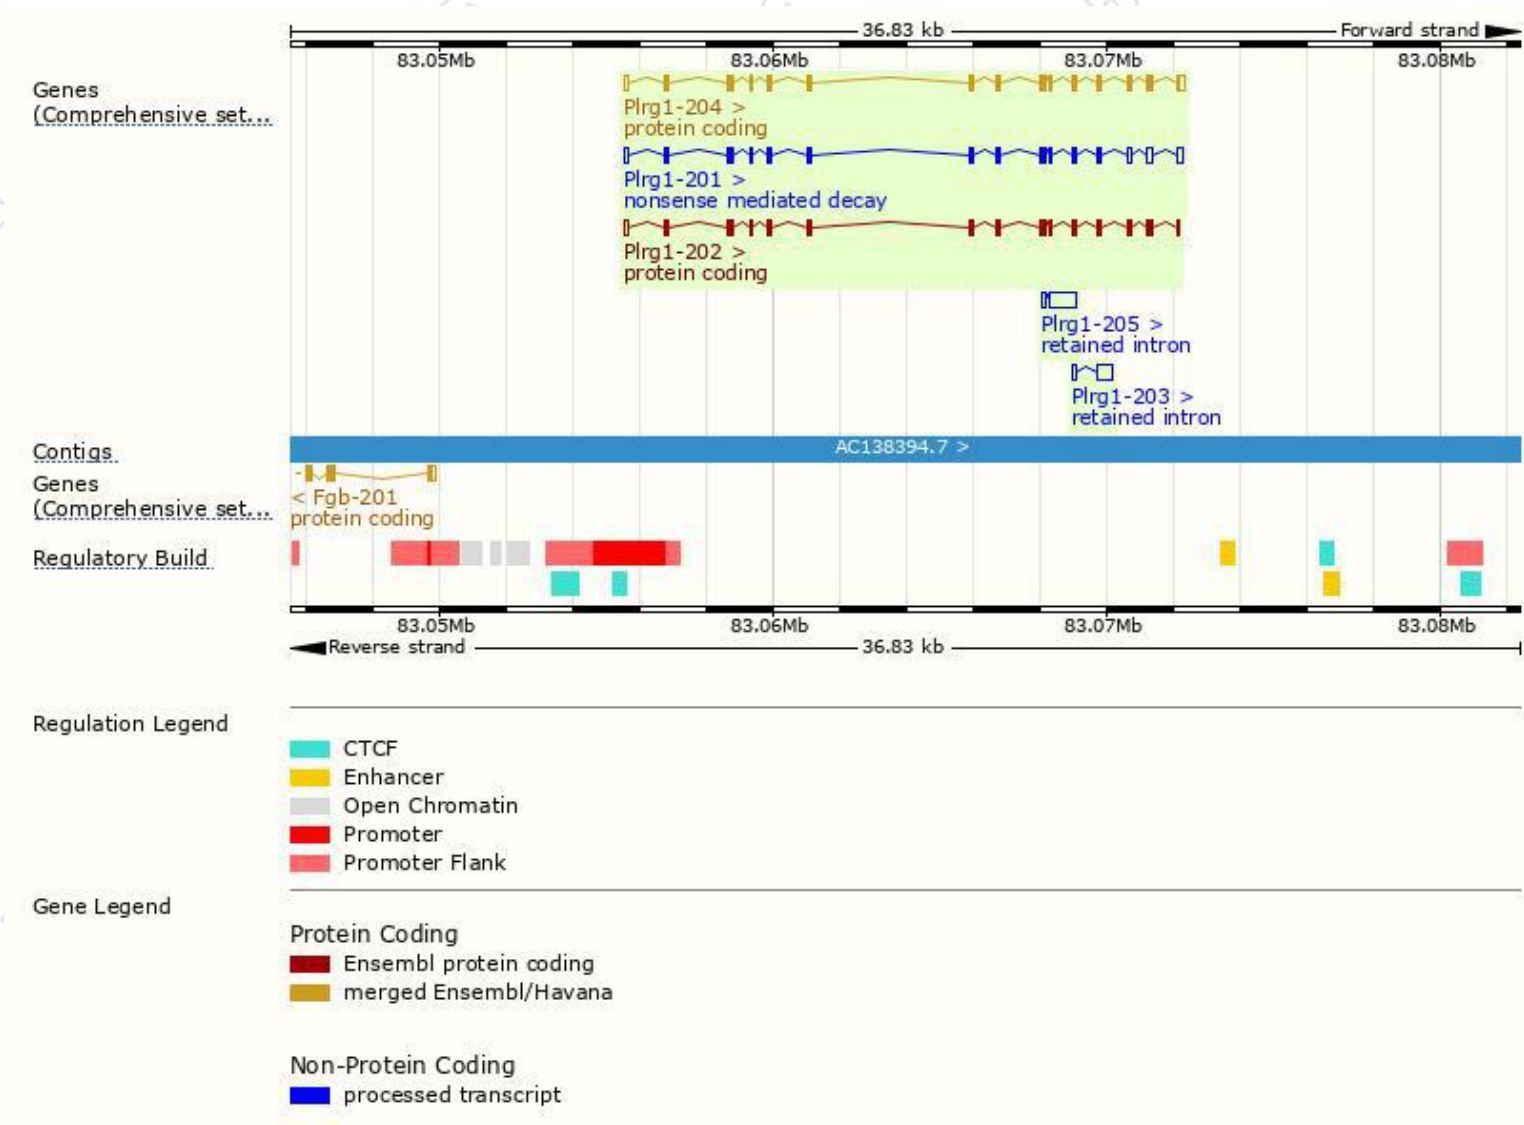 36.83 kb Forward strand
83.05Mb 83.06Mb 83.07Mb 83.08Mb
Genes
(Comprehensive set...
Plrg1-204 >
protein coding
Plrg1-201 >
nonsense mediated decay
Plrg1-202 >
protein coding
Plrg1-205 >
retained intron
Plrg1-203 >
retained intron
Contigs AC138394.7 >
Genes
(Comprehensive set...
< Fgb-201
protein coding
Regulatory Build
83.05Mb 83.06Mb 83.07Mb 83.08Mb
Reverse strand 36.83 kb
Regulation Legend
CTCF
Enhancer
Open Chromatin
Promoter
Promoter Flank
Gene Legend
Protein Coding
Ensembl protein coding
merged Ensembl/Havana
Non-Protein Coding
processed transcript